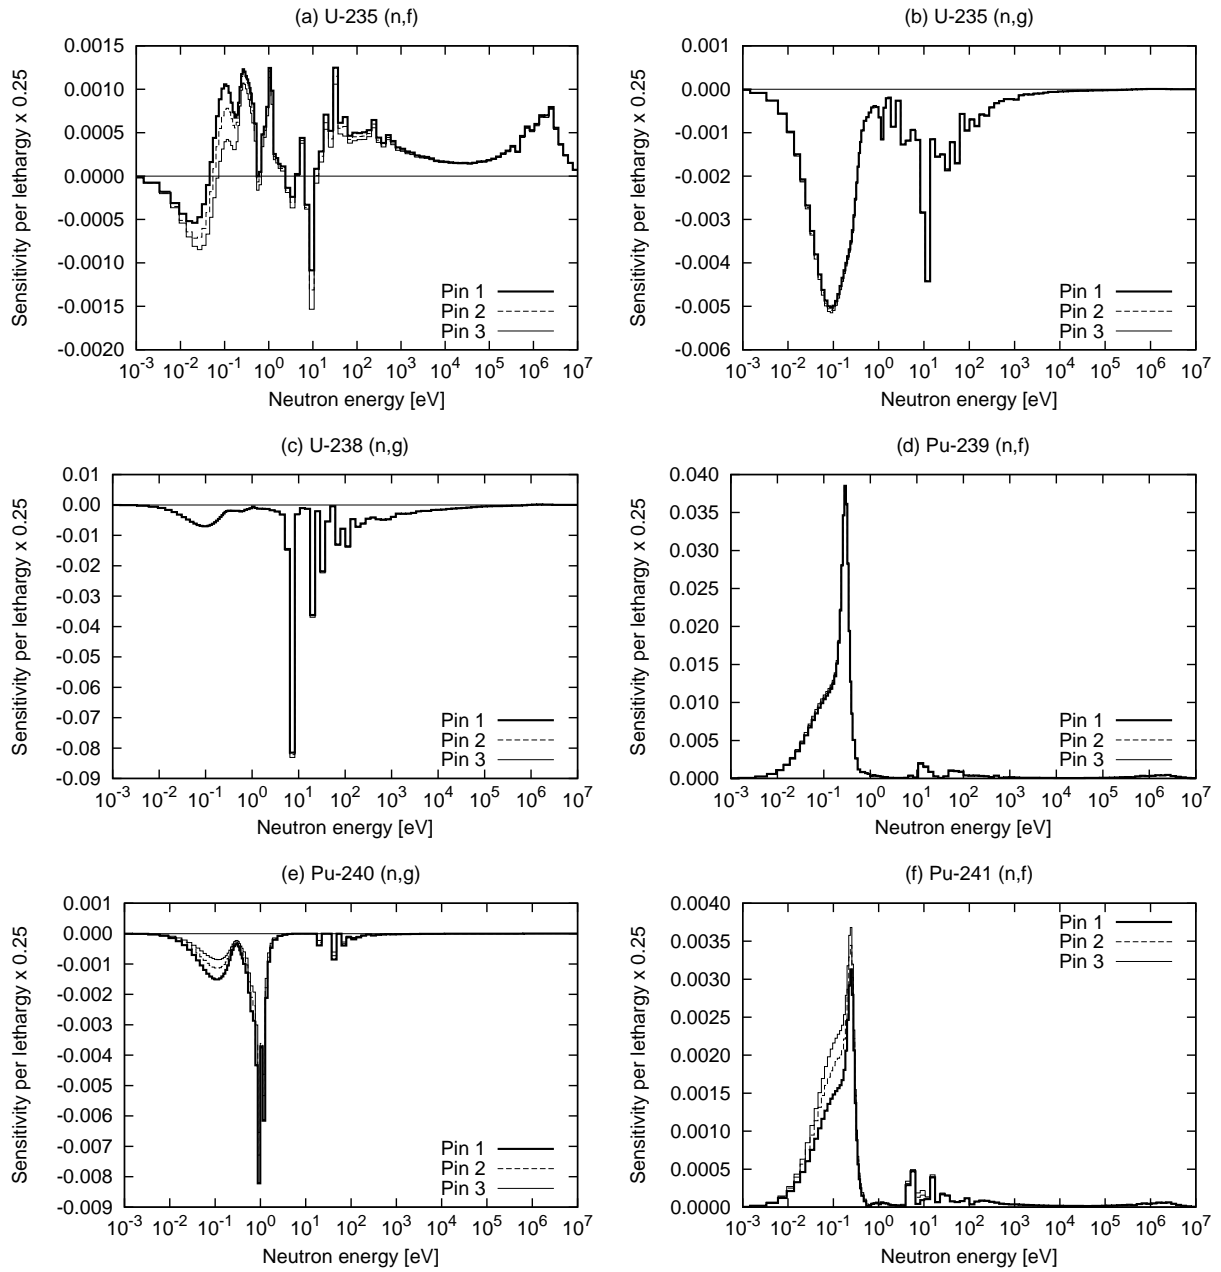 (a) U-235 (n,f)
Sensitivity per lethargy x 0.25
0.0015
0.0010
0.0005
0.0000
-0.0005
-0.0010
-0.0015
-0.0020
Pin 1
Pin 2
Pin 3
10-3 10-2 10-1 100 101 102 103 104 105 106 107
Neutron energy [eV]
(b) U-235 (n,g)
Sensitivity per lethargy x 0.25
0.001
0.000
-0.001
-0.002
-0.003
-0.004
-0.005
-0.006
Pin 1
Pin 2
Pin 3
10-3 10-2 10-1 100 101 102 103 104 105 106 107
Neutron energy [eV]
(c) U-238 (n,g)
Sensitivity per lethargy x 0.25
0.01
0.00
-0.01
-0.02
-0.03
-0.04
-0.05
-0.06
-0.07
-0.08
-0.09
Pin 1
Pin 2
Pin 3
10-3 10-2 10-1 100 101 102 103 104 105 106 107
Neutron energy [eV]
(d) Pu-239 (n,f)
Sensitivity per lethargy x 0.25
0.040
0.035
0.030
0.025
0.020
0.015
0.010
0.005
0.000
Pin 1
Pin 2
Pin 3
10-3 10-2 10-1 100 101 102 103 104 105 106 107
Neutron energy [eV]
(e) Pu-240 (n,g)
Sensitivity per lethargy x 0.25
0.001
0.000
-0.001
-0.002
-0.003
-0.004
-0.005
-0.006
-0.007
-0.008
-0.009
Pin 1
Pin 2
Pin 3
10-3 10-2 10-1 100 101 102 103 104 105 106 107
Neutron energy [eV]
(f) Pu-241 (n,f)
Sensitivity per lethargy x 0.25
0.0040
0.0035
0.0030
0.0025
0.0020
0.0015
0.0010
0.0005
0.0000
Pin 1
Pin 2
Pin 3
10-3 10-2 10-1 100 101 102 103 104 105 106 107
Neutron energy [eV]